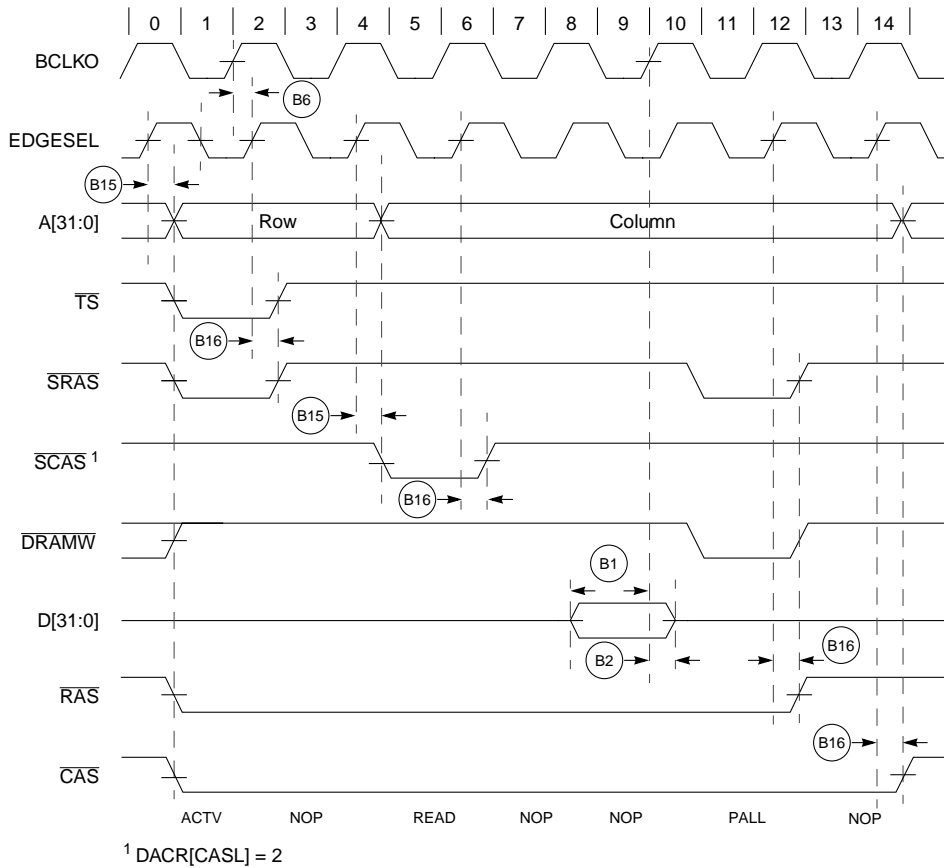 0 1 2 3 4 5 6 7 8 9 10 11 12 13 14
BCLKO
B6
EDGESEL
B15
A[31:0] Row Column
TS
B16
SRAS
B15
SCAS 1
B16
DRAMW
B1
D[31:0]
B2 B16
RAS
B16
CAS
ACTV NOP READ NOP NOP PALL NOP
1 DACR[CASL] = 2